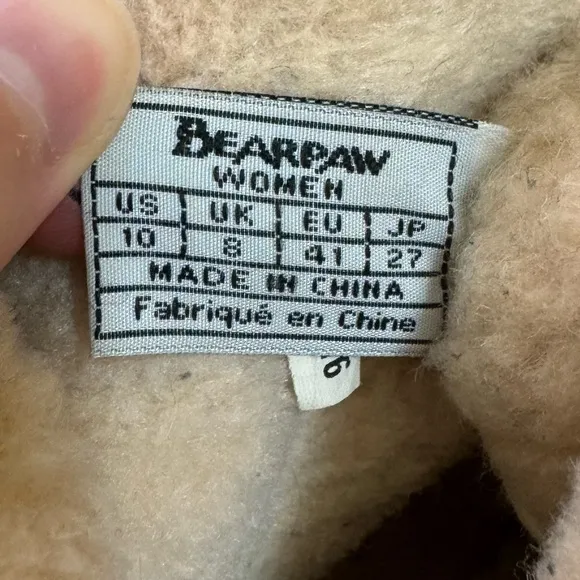 BEARPAW
WOMEN
US UK EU JP
10 8 41 27
MADE IN CHINA
Fabriqué en Chine